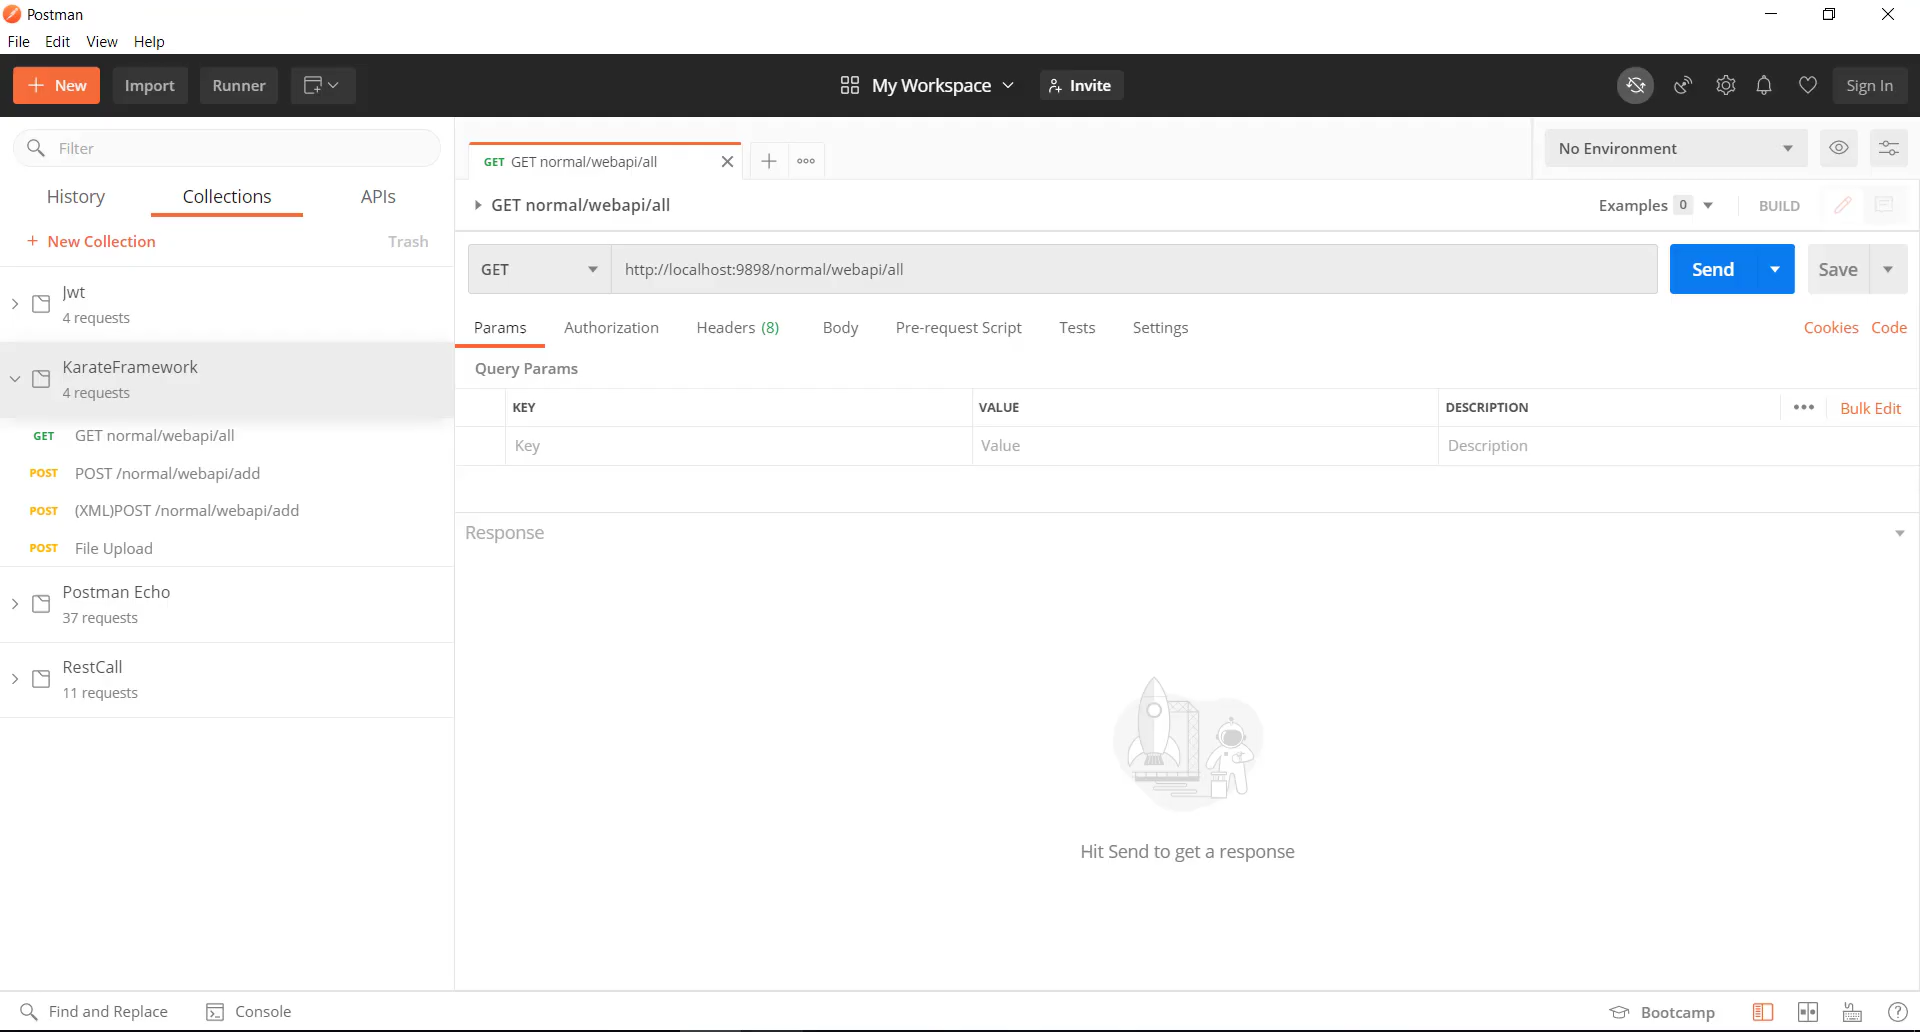 Postman
File Edit View Help
+ New Import Runner My Workspace Invite Sign In
Filter
History Collections APIs
+ New Collection Trash
Jwt
4 requests
KarateFramework
4 requests
GET GET normal/webapi/all
POST POST /normal/webapi/add
POST (XML)POST /normal/webapi/add
POST File Upload
Postman Echo
37 requests
RestCall
11 requests
GET GET normal/webapi/all
No Environment
GET normal/webapi/all
Examples 0 BUILD
GET http://localhost:9898/normal/webapi/all Send Save
Params Authorization Headers (8) Body Pre-request Script Tests Settings Cookies Code
Query Params
KEY VALUE DESCRIPTION ••• Bulk Edit
Key Value Description
Response
Hit Send to get a response
Find and Replace Console Bootcamp